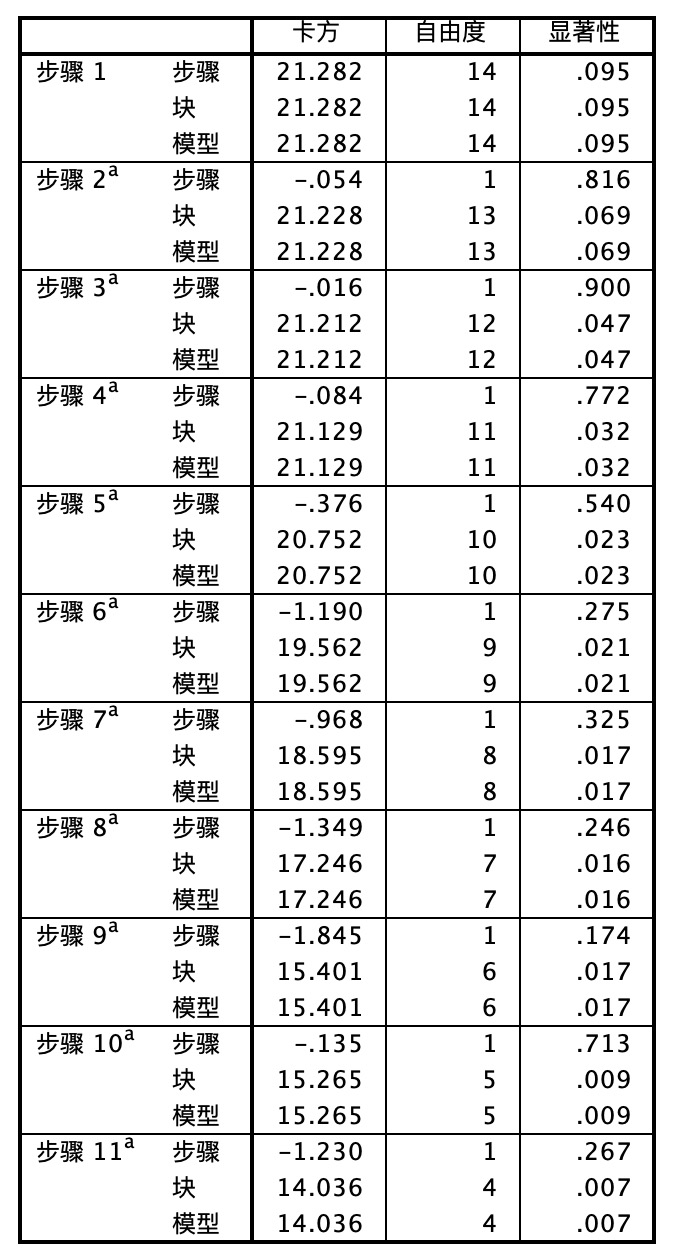 卡方 自由度 显著性
步骤 1 步骤 21.282 14 .095
块 21.282 14 .095
模型 21.282 14 .095
步骤 2a 步骤 -.054 1 .816
块 21.228 13 .069
模型 21.228 13 .069
步骤 3a 步骤 -.016 1 .900
块 21.212 12 .047
模型 21.212 12 .047
步骤 4a 步骤 -.084 1 .772
块 21.129 11 .032
模型 21.129 11 .032
步骤 5a 步骤 -.376 1 .540
块 20.752 10 .023
模型 20.752 10 .023
步骤 6a 步骤 -1.190 1 .275
块 19.562 9 .021
模型 19.562 9 .021
步骤 7a 步骤 -.968 1 .325
块 18.595 8 .017
模型 18.595 8 .017
步骤 8a 步骤 -1.349 1 .246
块 17.246 7 .016
模型 17.246 7 .016
步骤 9a 步骤 -1.845 1 .174
块 15.401 6 .017
模型 15.401 6 .017
步骤 10a 步骤 -.135 1 .713
块 15.265 5 .009
模型 15.265 5 .009
步骤 11a 步骤 -1.230 1 .267
块 14.036 4 .007
模型 14.036 4 .007